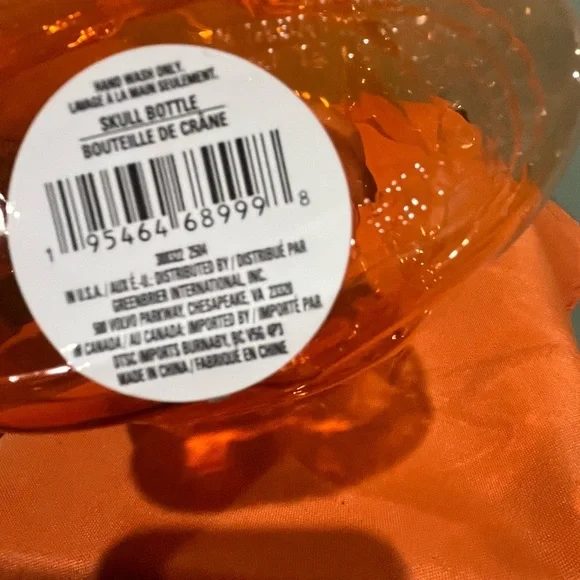 HAND WASH ONLY.
LAVAGE À LA MAIN SEULEMENT.
SKULL BOTTLE
BOUTEILLE DE CRÂNE
1 95464 68999 8
2504
IN U.S.A./AUX É.-U.: DISTRIBUTED BY/DISTRIBUÉ PAR
GREENBRIER INTERNATIONAL, INC.
500 VOLVO PARKWAY, CHESAPEAKE, VA 23320
IN CANADA/AU CANADA: IMPORTED BY/IMPORTÉ PAR
DTSC IMPORTS BURNABY, BC V5G 4P3
MADE IN CHINA/FABRIQUÉ EN CHINE